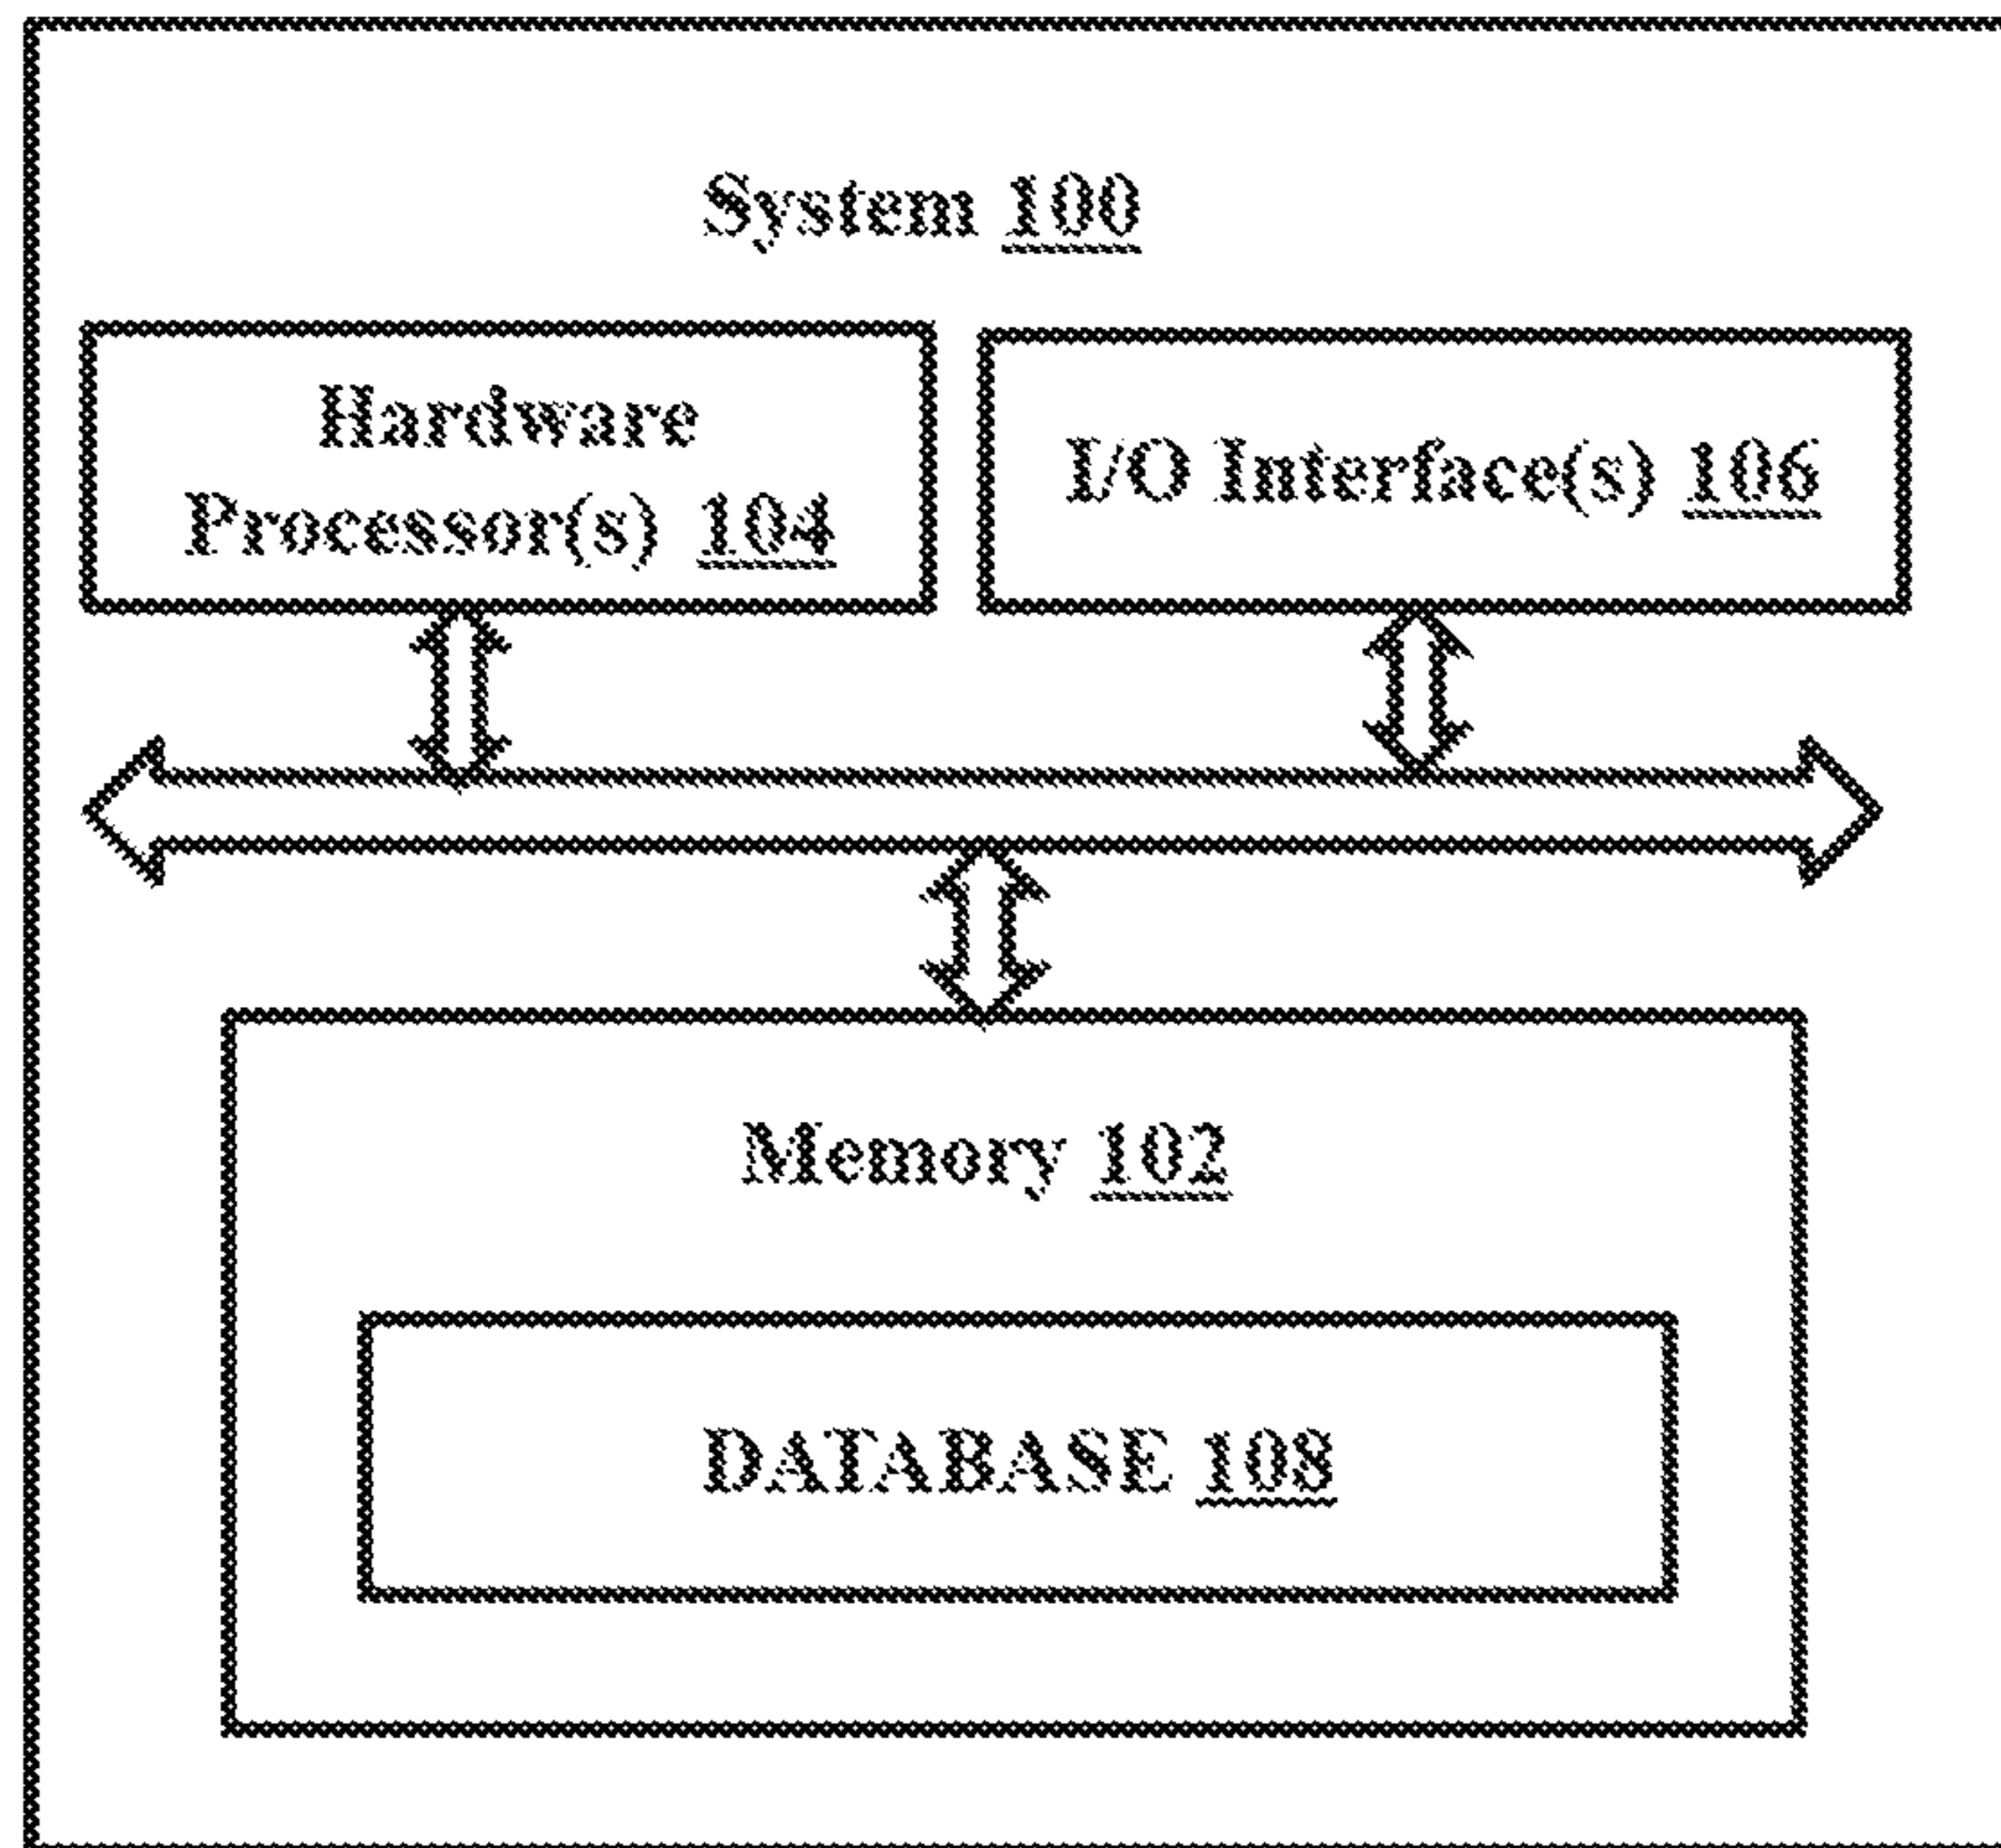 System 100
Hardware
Processor(s) 104
I/O Interface(s) 106
Memory 102
DATABASE 108